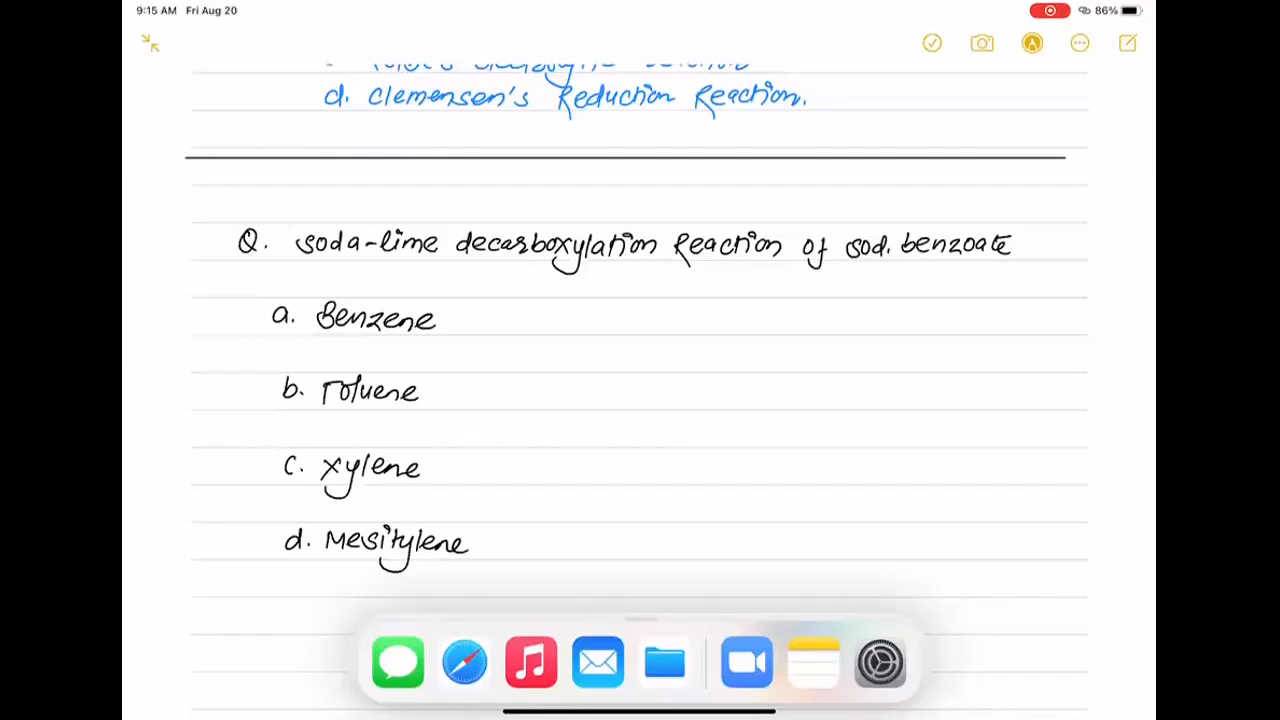 9:15 AM Fri Aug 20
86%
d. Clemensen's Reduction Reaction.
Q. soda-lime decarboxylation Reaction of sod. benzoate
a. Benzene
b. Toluene
c. xylene
d. Mesitylene